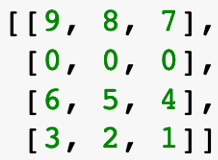 [[9, 8, 7],
[0, 0, 0],
[6, 5, 4],
[3, 2, 1]]